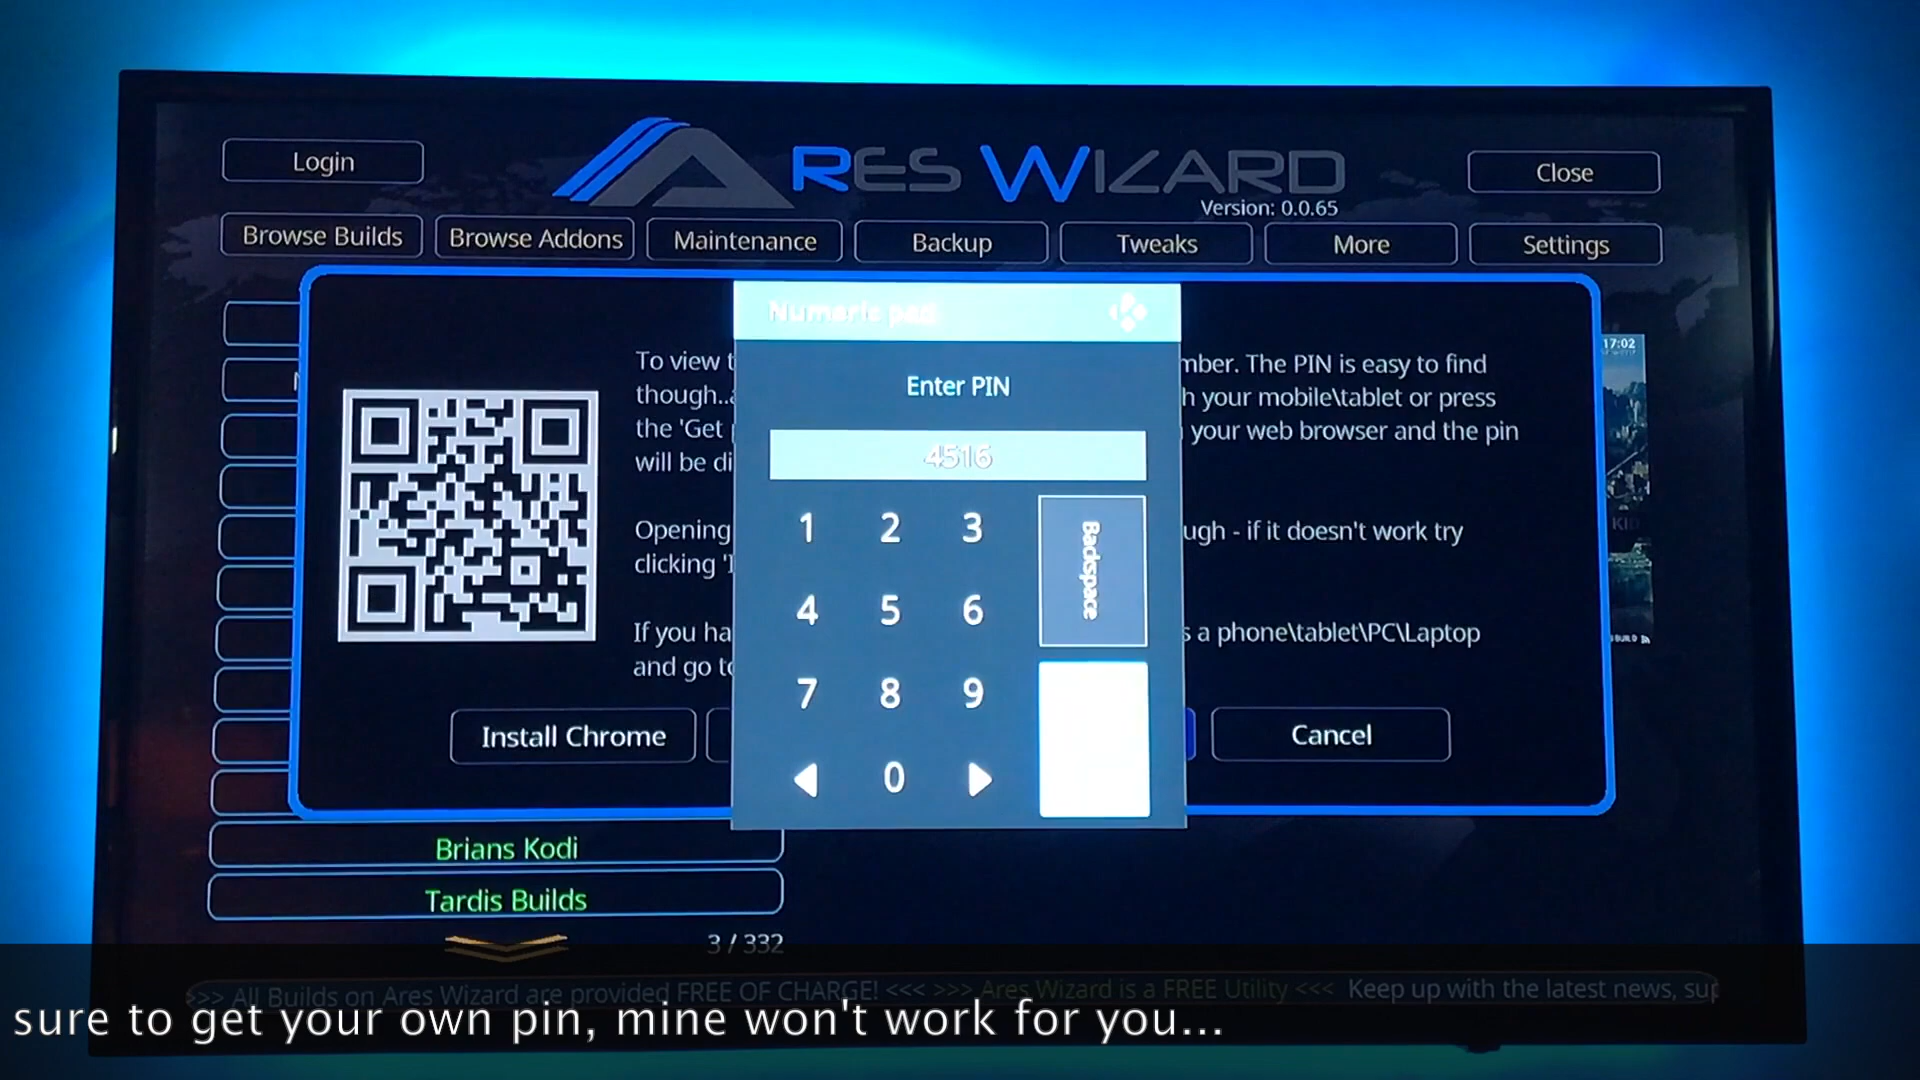 Login
ARES WIZARD
Close
Version: 0.0.65
Browse Builds
Browse Addons
Maintenance
Backup
Tweaks
More
Settings
Numeric pad
17:02
To view t
mber. The PIN is easy to find
Enter PIN
though..
h your mobile\tablet or press
the 'Get
your web browser and the pin
4516
will be di
1 2 3
Backspace
Opening
ugh - if it doesn't work try
clicking 'I
4 5 6
If you ha
s a phone\tablet\PC\Laptop
and go to
7 8 9
Install Chrome
Cancel
0
Brians Kodi
Tardis Builds
3 / 332
>>> All Builds on Ares Wizard are provided FREE OF CHARGE! <<< >>> Ares Wizard is a FREE Utility <<< Keep up with the latest news, sup
sure to get your own pin, mine won't work for you...